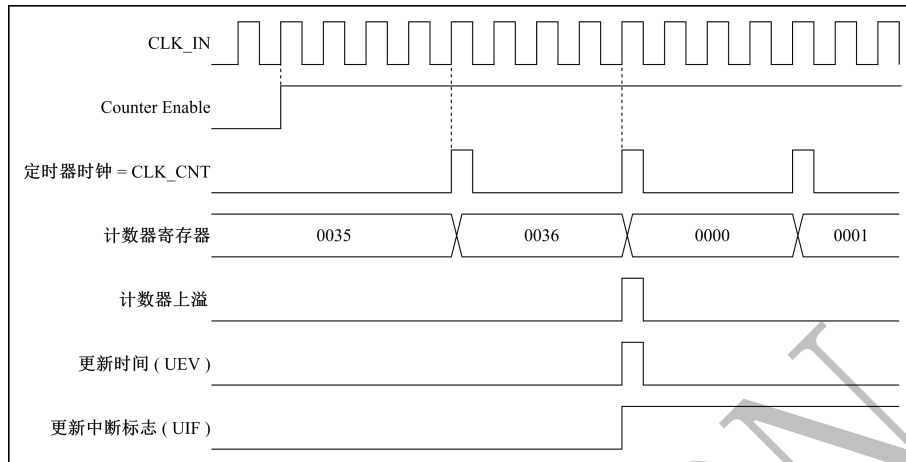 CLK_IN
Counter Enable
定时器时钟 = CLK_CNT
计数器寄存器 0035 0036 0000 0001
计数器上溢
更新时间 ( UEV )
更新中断标志 ( UIF )